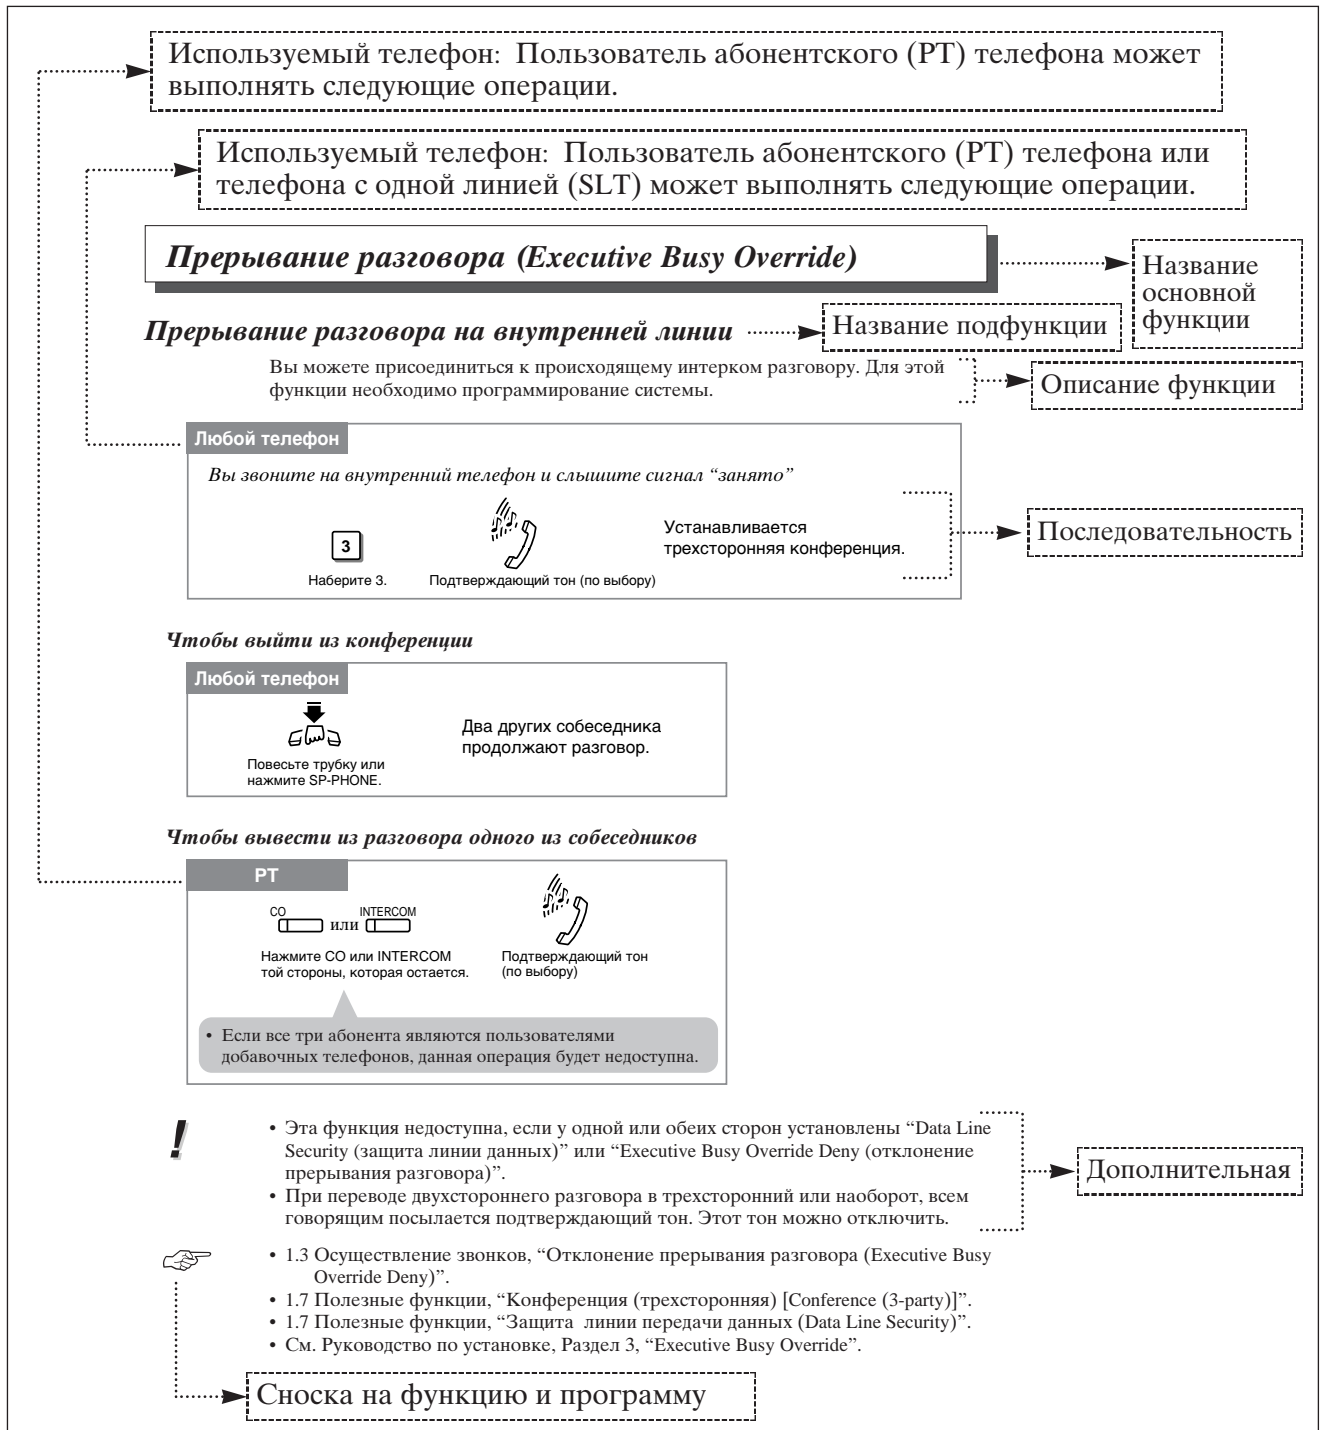 Используемый телефон: Пользователь абонентского (PT) телефона может
выполнять следующие операции.
Используемый телефон: Пользователь абонентского (PT) телефона или
телефона с одной линией (SLT) может выполнять следующие операции.
Прерывание разговора (Executive Busy Override)
Название
основной
функции
Прерывание разговора на внутренней линии
Название подфункции
Вы можете присоединиться к происходящему интерком разговору. Для этой
функции необходимо программирование системы.
Описание функции
Любой телефон
Вы звоните на внутренний телефон и слышите сигнал “занято”
3
Наберите 3.
Подтверждающий тон (по выбору)
Устанавливается
трехсторонняя конференция.
Последовательность
Чтобы выйти из конференции
Любой телефон
Повесьте трубку или
нажмите SP-PHONE.
Два других собеседника
продолжают разговор.
Чтобы вывести из разговора одного из собеседников
PT
CO
или
INTERCOM
Нажмите CO или INTERCOM
той стороны, которая остается.
Подтверждающий тон
(по выбору)
• Если все три абонента являются пользователями
добавочных телефонов, данная операция будет недоступна.
!
• Эта функция недоступна, если у одной или обеих сторон установлены “Data Line
Security (защита линии данных)” или “Executive Busy Override Deny (отклонение
прерывания разговора)”.
• При переводе двухстороннего разговора в трехсторонний или наоборот, всем
говорящим посылается подтверждающий тон. Этот тон можно отключить.
Дополнительная
• 1.3 Осуществление звонков, “Отклонение прерывания разговора (Executive Busy
Override Deny)”.
• 1.7 Полезные функции, “Конференция (трехсторонняя) [Conference (3-party)]”.
• 1.7 Полезные функции, “Защита линии передачи данных (Data Line Security)”.
• См. Руководство по установке, Раздел 3, “Executive Busy Override”.
Сноска на функцию и программу